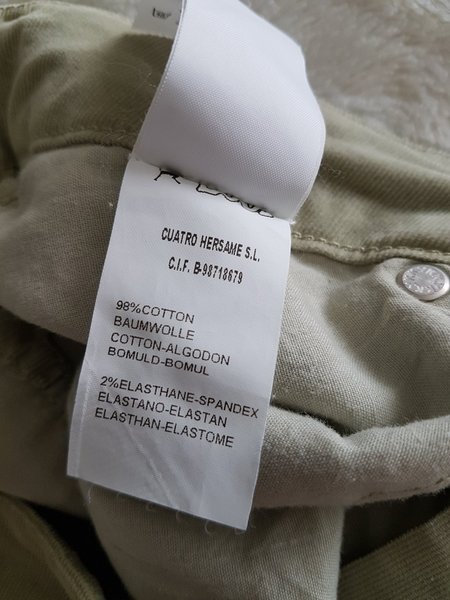 CUATRO HERSAME S.L.
C.I.F. B-98718679
98%COTTON
BAUMWOLLE
COTTON-ALGODON
BOMULD-BOMUL
2%ELASTHANE-SPANDEX
ELASTANO-ELASTAN
ELASTHAN-ELASTOME